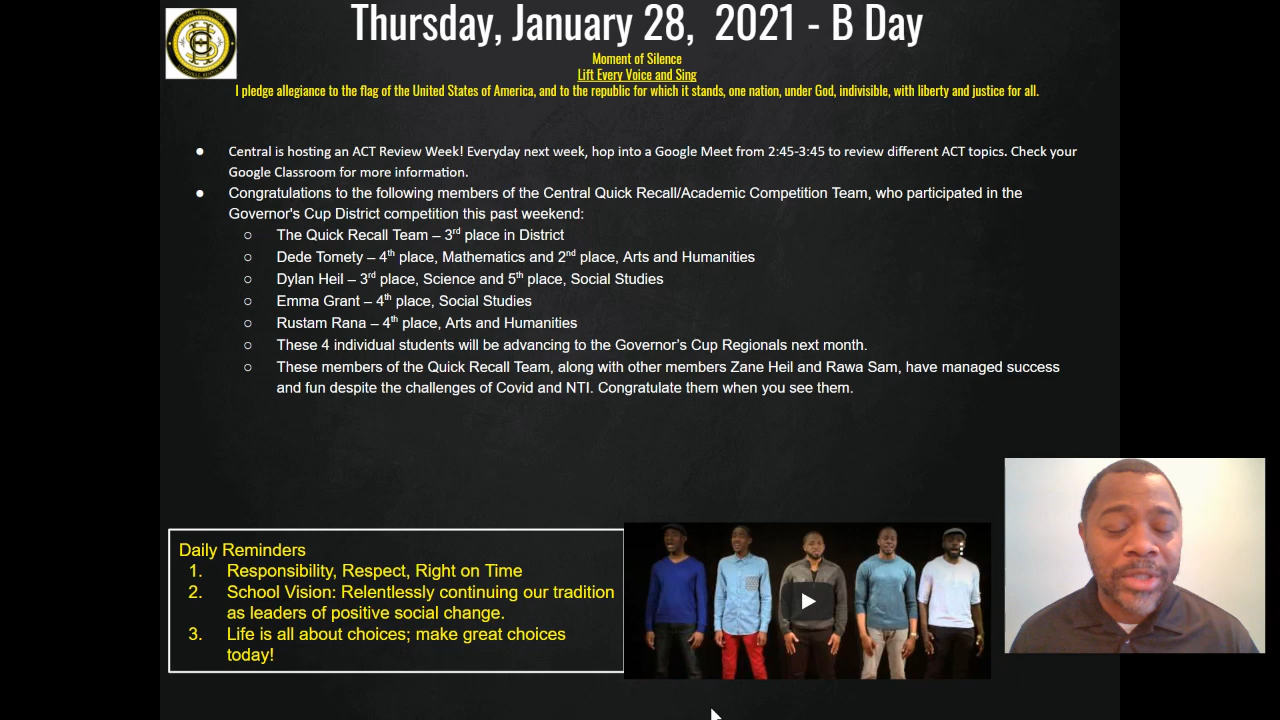 Thursday, January 28, 2021 - B Day
Moment of Silence
Lift Every Voice and Sing
I pledge allegiance to the flag of the United States of America, and to the republic for which it stands, one nation, under God, indivisible, with liberty and justice for all.
● Central is hosting an ACT Review Week! Everyday next week, hop into a Google Meet from 2:45-3:45 to review different ACT topics. Check your
Google Classroom for more information.
● Congratulations to the following members of the Central Quick Recall/Academic Competition Team, who participated in the
Governor's Cup District competition this past weekend:
○ The Quick Recall Team – 3rd place in District
○ Dede Tomety – 4th place, Mathematics and 2nd place, Arts and Humanities
○ Dylan Heil – 3rd place, Science and 5th place, Social Studies
○ Emma Grant – 4th place, Social Studies
○ Rustam Rana – 4th place, Arts and Humanities
○ These 4 individual students will be advancing to the Governor's Cup Regionals next month.
○ These members of the Quick Recall Team, along with other members Zane Heil and Rawa Sam, have managed success
and fun despite the challenges of Covid and NTI. Congratulate them when you see them.
Daily Reminders
1. Responsibility, Respect, Right on Time
2. School Vision: Relentlessly continuing our tradition
as leaders of positive social change.
3. Life is all about choices; make great choices
today!